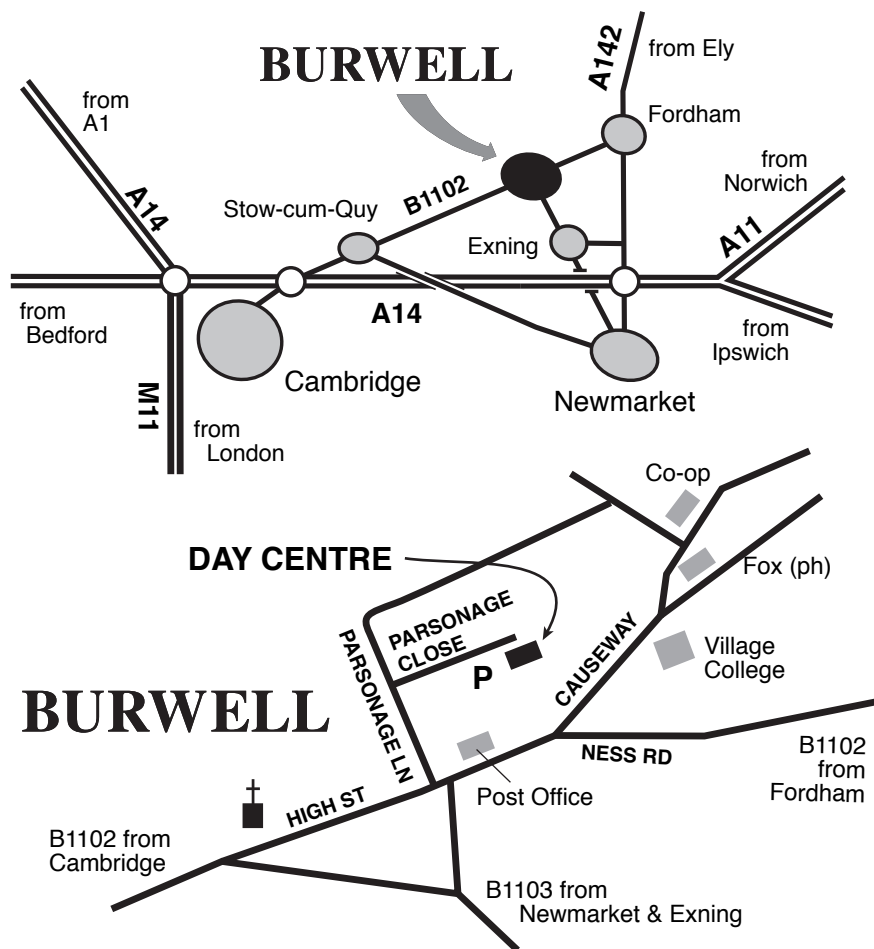 BURWELL
A142
from Ely
Fordham
from
A1
from
Norwich
A14
Stow-cum-Quy
B1102
Exning
A11
from
Bedford
A14
from
Ipswich
Cambridge
Newmarket
M11
from
London
Co-op
DAY CENTRE
Fox (ph)
PARSONAGE
CLOSE
PARSONAGE LN
P
CAUSEWAY
Village
College
BURWELL
NESS RD
B1102
from
Fordham
Post Office
HIGH ST
B1102 from
Cambridge
B1103 from
Newmarket & Exning